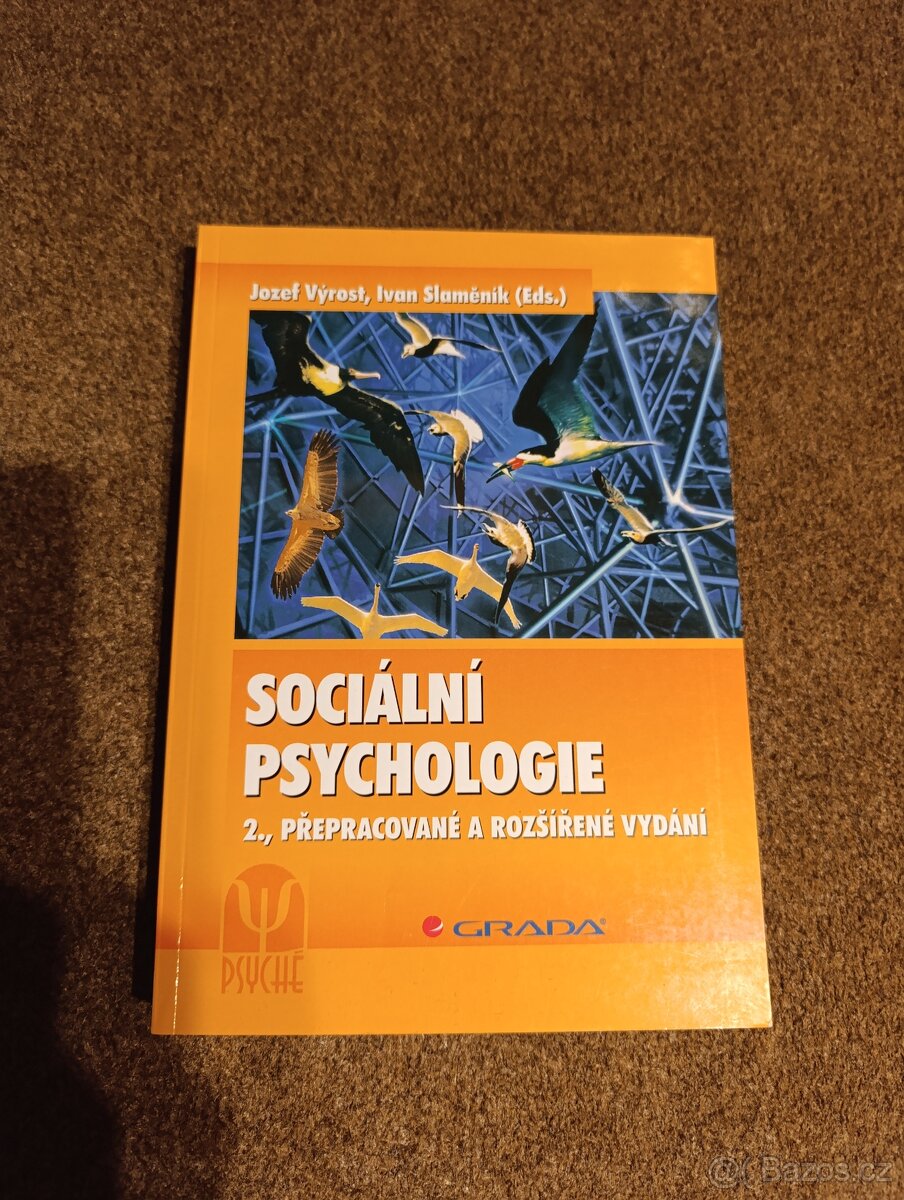 Jozef Výrost, Ivan Slaměník (Eds.)
SOCIÁLNÍ
PSYCHOLOGIE
2., PŘEPRACOVANÉ A ROZŠÍŘENÉ VYDÁNÍ
GRADA®
PSYCHÉ
@ Bazos.cz